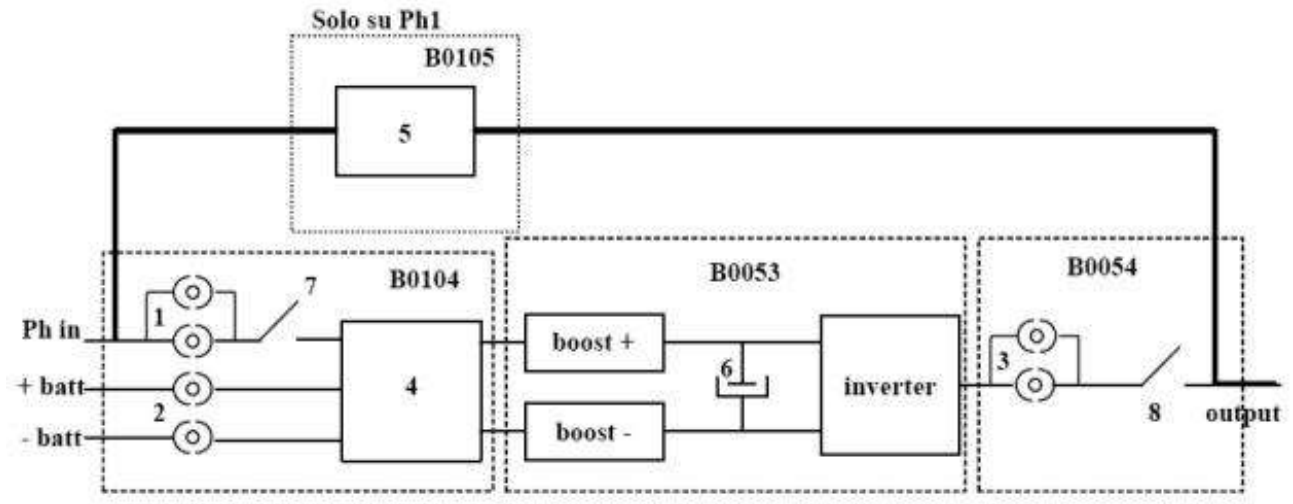 Solo su Ph1
B0105
5
B0104
B0053
B0054
7
1
Ph in
boost +
3
+ batt
4
6
inverter
2
8
output
- batt
boost -